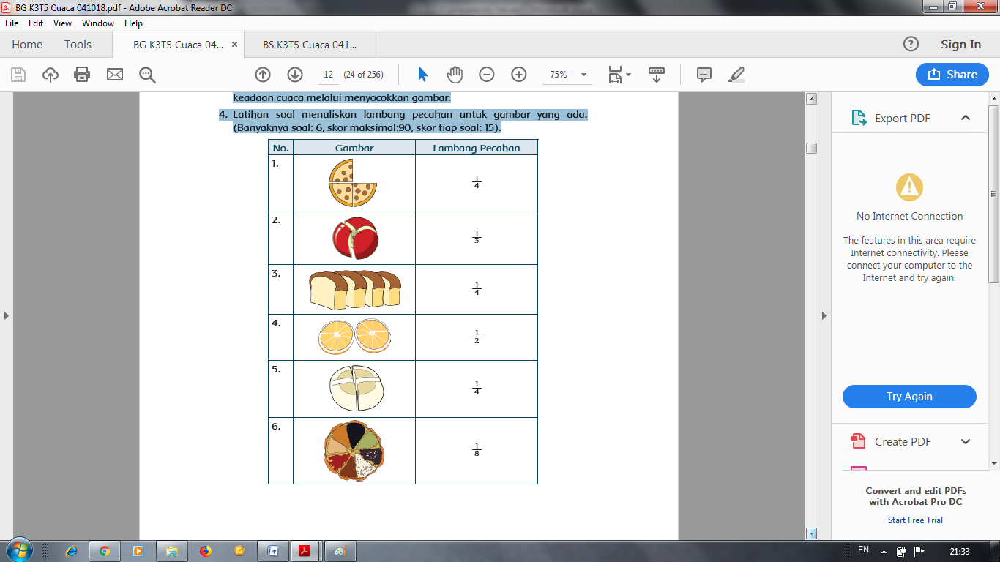 BG K3T5 Cuaca 041018.pdf - Adobe Acrobat Reader DC
File Edit View Window Help
Home Tools BG K3T5 Cuaca 04... × BS K3T5 Cuaca 041... Sign In
12 (24 of 256) 75% Share
keadaan cuaca melalui menyocokkan gambar.
4. Latihan soal menuliskan lambang pecahan untuk gambar yang ada.
(Banyaknya soal: 6, skor maksimal:90, skor tiap soal: 15).
No. Gambar Lambang Pecahan
1. 1/4
2. 1/3
3. 1/4
4. 1/2
5. 1/4
6. 1/8
Export PDF
No Internet Connection
The features in this area require
Internet connectivity. Please
connect your computer to the
Internet and try again.
Try Again
Create PDF
Convert and edit PDFs
with Acrobat Pro DC
Start Free Trial
EN 21:33